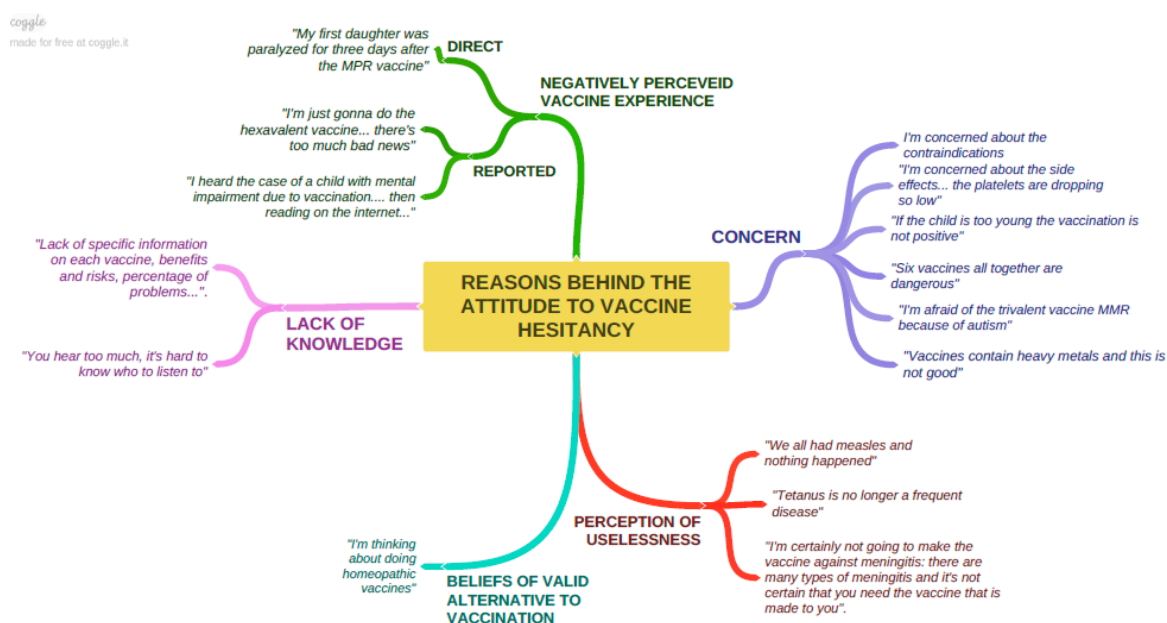 coggle
made for free at coggle.it
"My first daughter was
paralyzed for three days after
the MPR vaccine"
DIRECT
NEGATIVELY PERCEVEID
VACCINE EXPERIENCE
"I'm just gonna do the
hexavalent vaccine... there's
too much bad news"
REPORTED
"I heard the case of a child with mental
impairment due to vaccination.... then
reading on the internet..."
"Lack of specific information
on each vaccine, benefits
and risks, percentage of
problems...".
LACK OF
KNOWLEDGE
"You hear too much, it's hard to
know who to listen to"
REASONS BEHIND THE
ATTITUDE TO VACCINE
HESITANCY
CONCERN
I'm concerned about the
contraindications
"I'm concerned about the side
effects... the platelets are dropping
so low"
"If the child is too young the vaccination is
not positive"
"Six vaccines all together are
dangerous"
"I'm afraid of the trivalent vaccine MMR
because of autism"
"Vaccines contain heavy metals and this is
not good"
"We all had measles and
nothing happened"
"Tetanus is no longer a frequent
disease"
PERCEPTION OF
USELESSNESS
"I'm certainly not going to make the
vaccine against meningitis: there are
many types of meningitis and it's not
certain that you need the vaccine that is
made to you".
"I'm thinking
about doing
homeopathic
vaccines"
BELIEFS OF VALID
ALTERNATIVE TO
VACCINATION